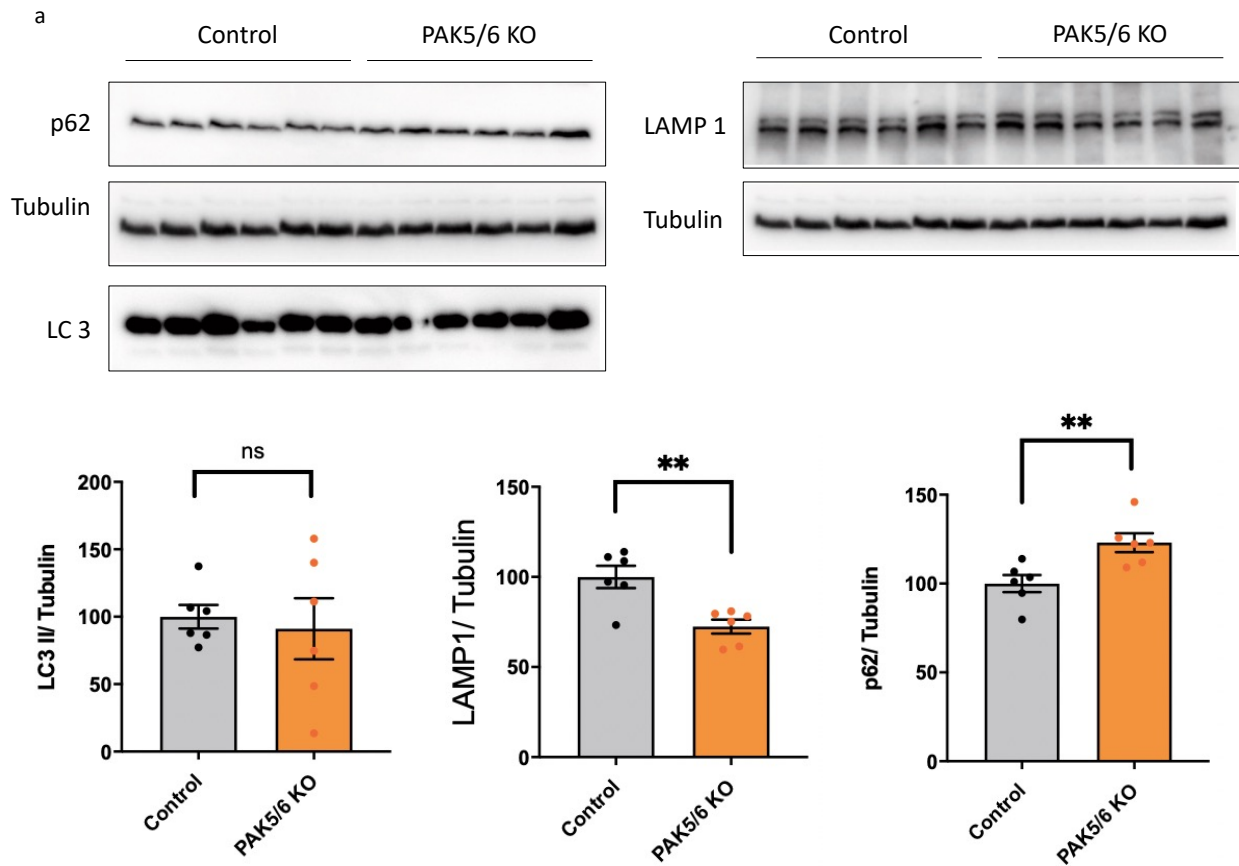 a
Control PAK5/6 KO
p62
Tubulin
LC 3
Control PAK5/6 KO
LAMP 1
Tubulin
ns
LC3 II/ Tubulin
200
150
100
50
0
Control
PAK5/6 KO
**
LAMP1/ Tubulin
150
100
50
0
Control
PAK5/6 KO
**
p62/ Tubulin
150
100
50
0
Control
PAK5/6 KO